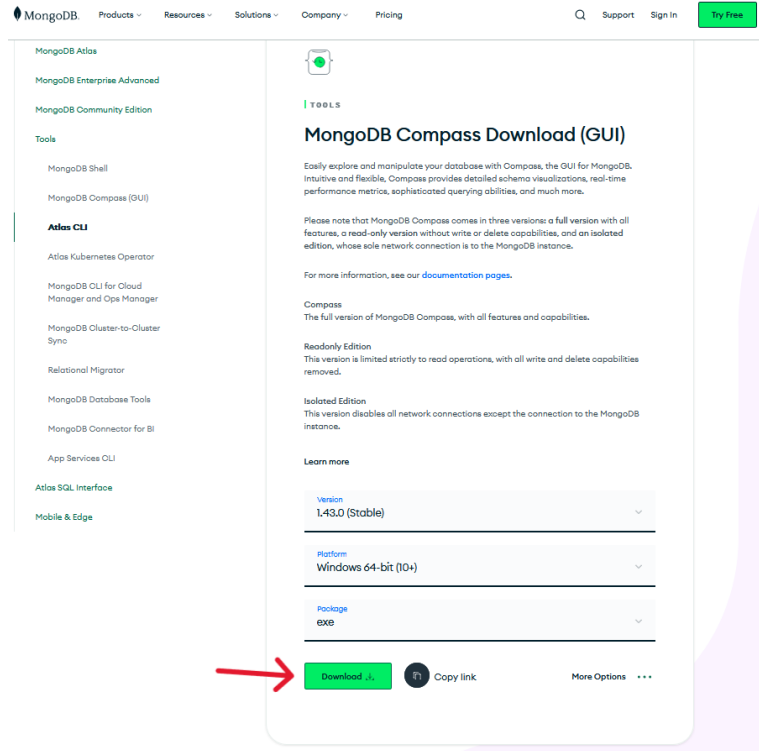 MongoDB. Products Resources Solutions Company Pricing Support Sign In Try Free
MongoDB Atlas
MongoDB Enterprise Advanced
MongoDB Community Edition
Tools
MongoDB Shell
MongoDB Compass (GUI)
Atlas CLI
Atlas Kubernetes Operator
MongoDB CLI for Cloud
Manager and Ops Manager
MongoDB Cluster-to-Cluster
Sync
Relational Migrator
MongoDB Database Tools
MongoDB Connector for BI
App Services CLI
Atlas SQL Interface
Mobile & Edge
TOOLS
MongoDB Compass Download (GUI)
Easily explore and manipulate your database with Compass, the GUI for MongoDB.
Intuitive and flexible, Compass provides detailed schema visualizations, real-time
performance metrics, sophisticated querying abilities, and much more.
Please note that MongoDB Compass comes in three versions: a full version with all
features, a read-only version without write or delete capabilities, and an isolated
edition, whose sole network connection is to the MongoDB instance.
For more information, see our documentation pages.
Compass
The full version of MongoDB Compass, with all features and capabilities.
Readonly Edition
This version is limited strictly to read operations, with all write and delete capabilities
removed.
Isolated Edition
This version disables all network connections except the connection to the MongoDB
instance.
Learn more
Version
1.43.0 (Stable)
Platform
Windows 64-bit (10+)
Package
exe
Download Copy link More Options